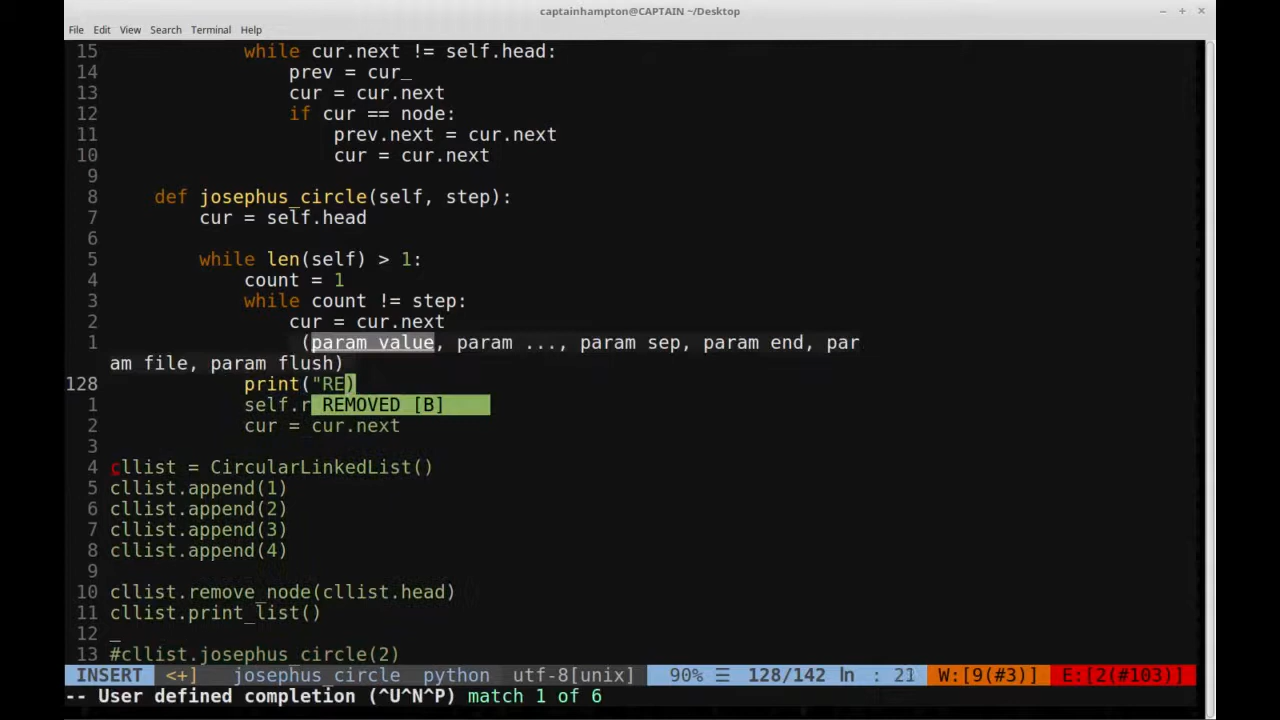 captainhampton@CAPTAIN ~/Desktop
File Edit View Search Terminal Help
15 while cur.next != self.head:
14 prev = cur_
13 cur = cur.next
12 if cur == node:
11 prev.next = cur.next
10 cur = cur.next
9
8 def josephus_circle(self, step):
7 cur = self.head
6
5 while len(self) > 1:
4 count = 1
3 while count != step:
2 cur = cur.next
1 (param value, param ..., param sep, param end, par
am file, param flush)
128 print("RE)
1 self.r REMOVED [B]
2 cur = cur.next
3
4 cllist = CircularLinkedList()
5 cllist.append(1)
6 cllist.append(2)
7 cllist.append(3)
8 cllist.append(4)
9
10 cllist.remove_node(cllist.head)
11 cllist.print_list()
12 _
13 #cllist.josephus_circle(2)
INSERT <+] josephus_circle python utf-8[unix] 90% ☰ 128/142 ln : 21 W:[9(#3)] E:[2(#103)]
-- User defined completion (^U^N^P) match 1 of 6